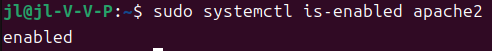 jl@jl-V-V-P:~$ sudo systemctl is-enabled apache2
enabled